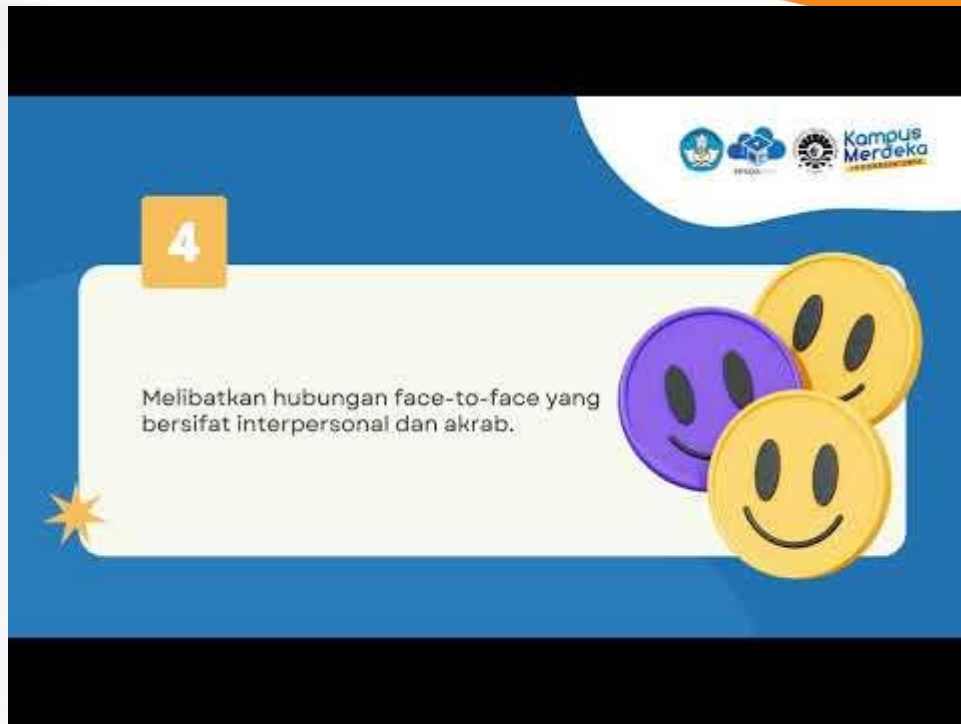 Kampus
Merdeka
4
Melibatkan hubungan face-to-face yang
bersifat interpersonal dan akrab.